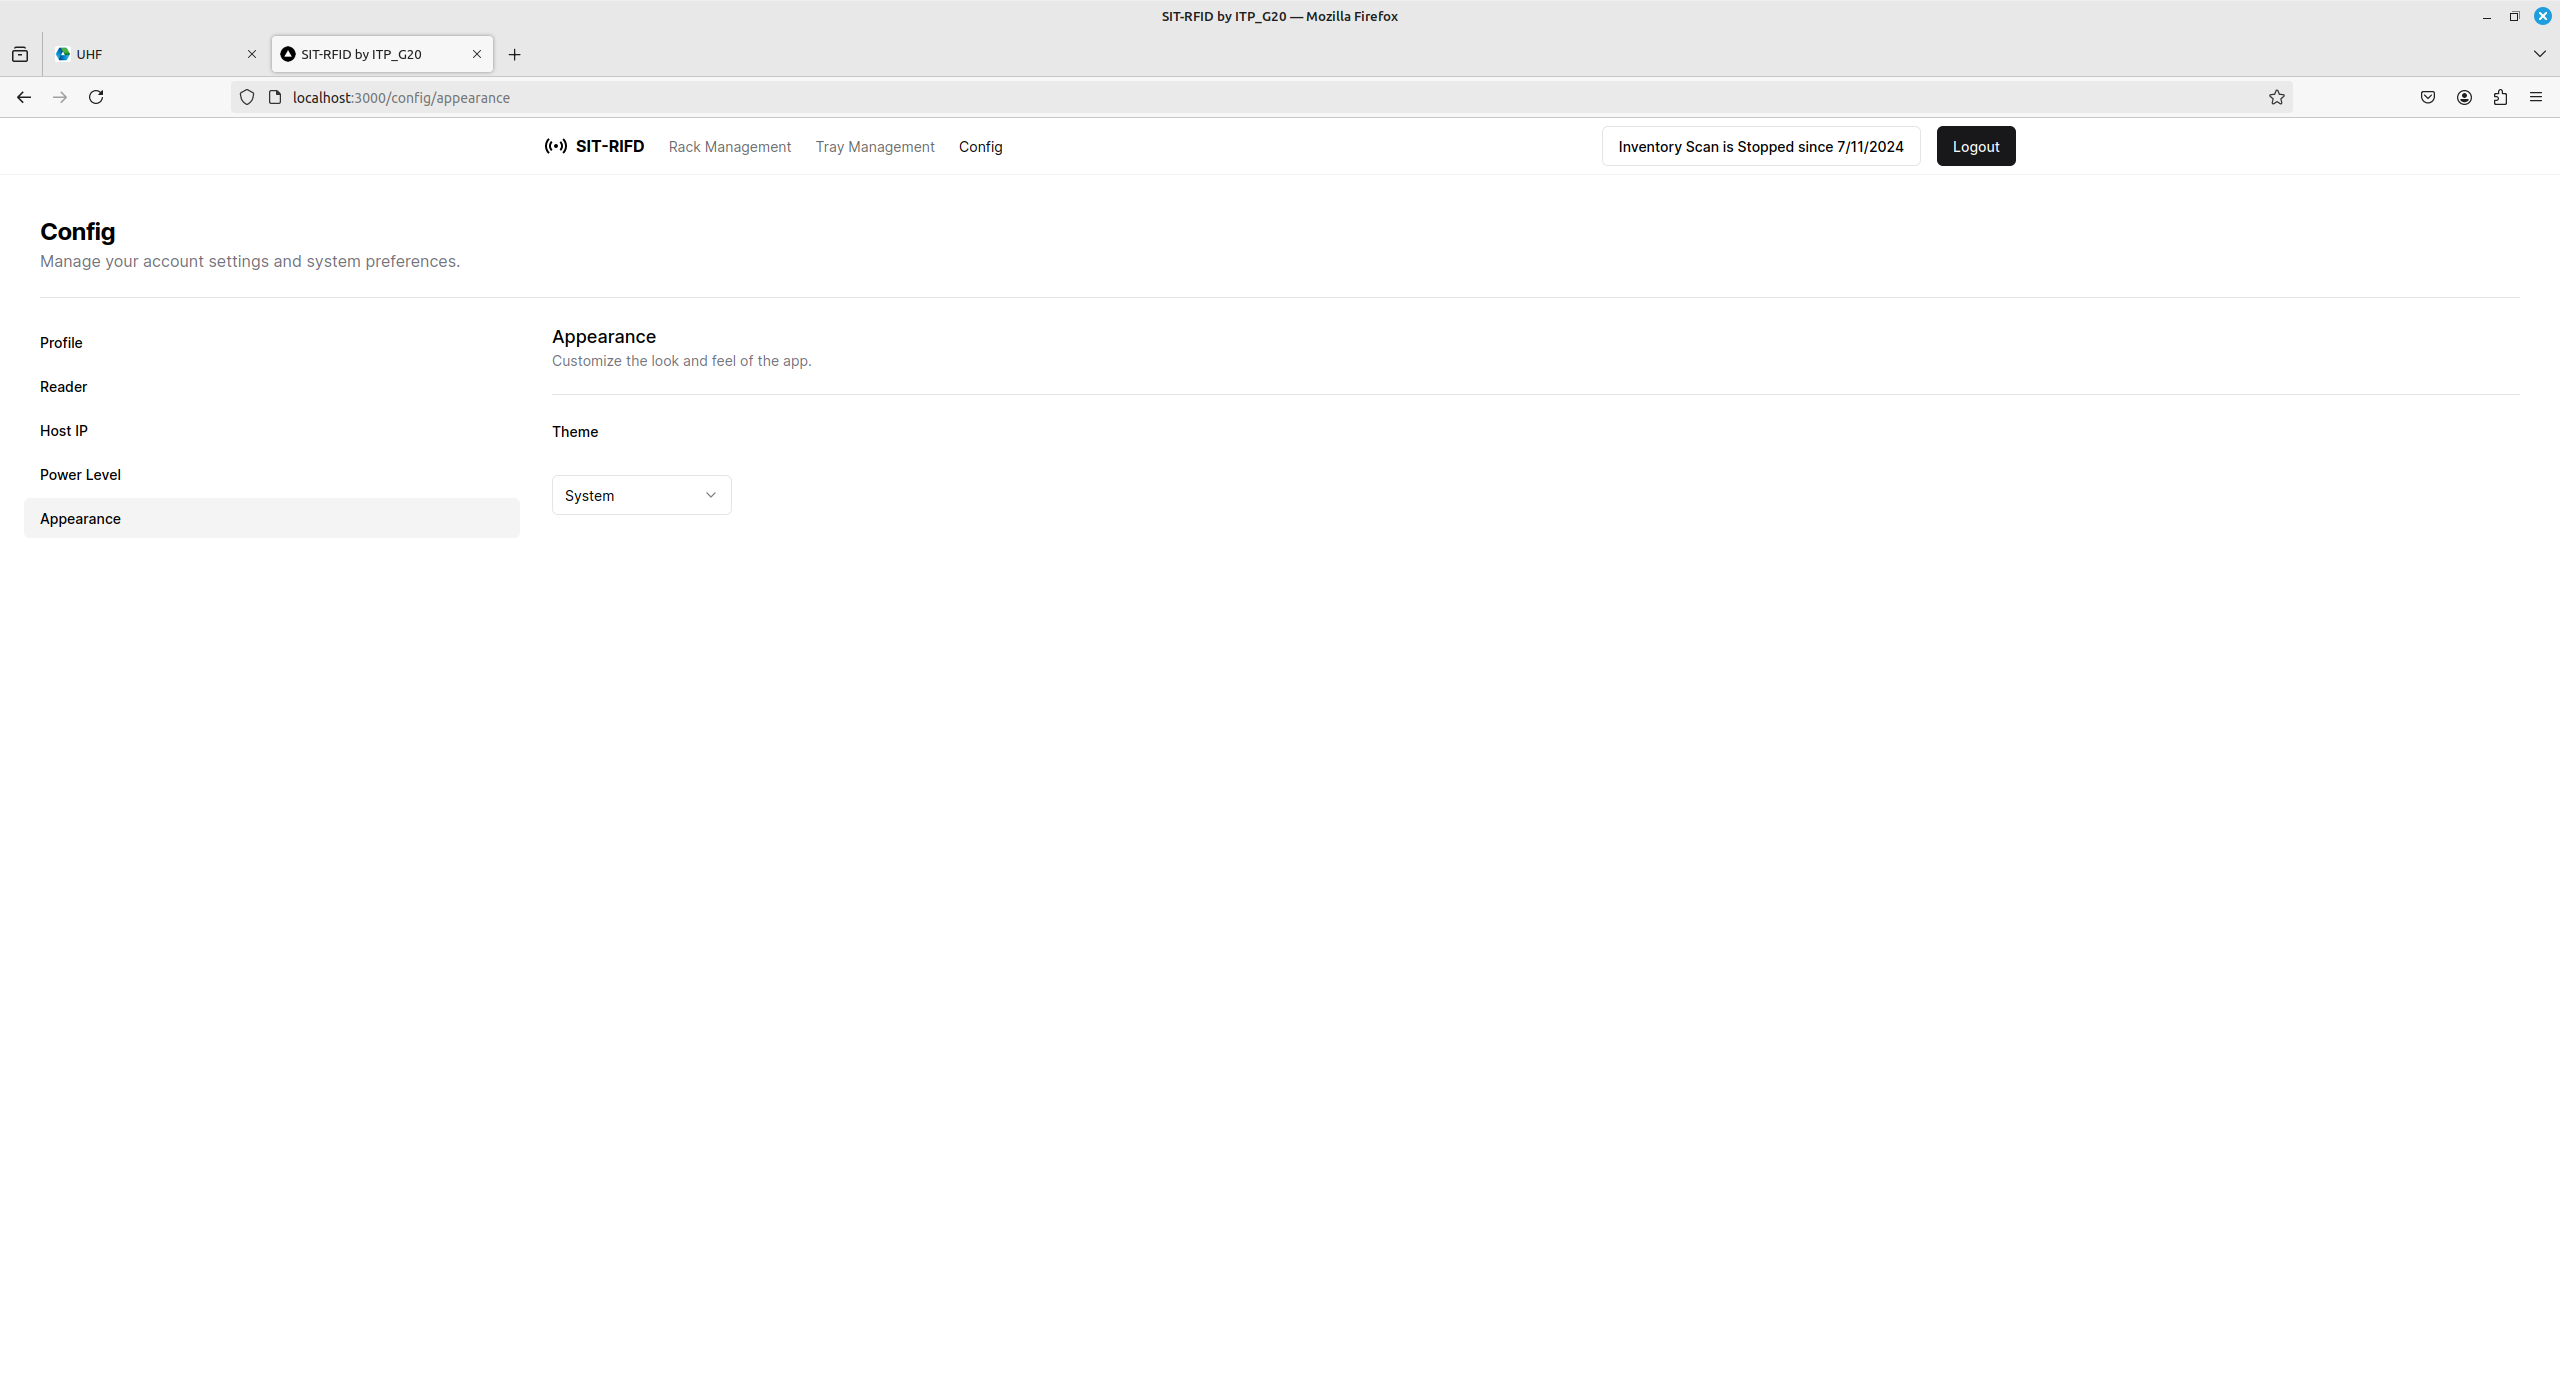 SIT-RFID by ITP_G20 — Mozilla Firefox
UHF
SIT-RFID by ITP_G20
localhost:3000/config/appearance
SIT-RIFD Rack Management Tray Management Config Inventory Scan is Stopped since 7/11/2024 Logout
Config
Manage your account settings and system preferences.
Profile
Reader
Host IP
Power Level
Appearance
Appearance
Customize the look and feel of the app.
Theme
System